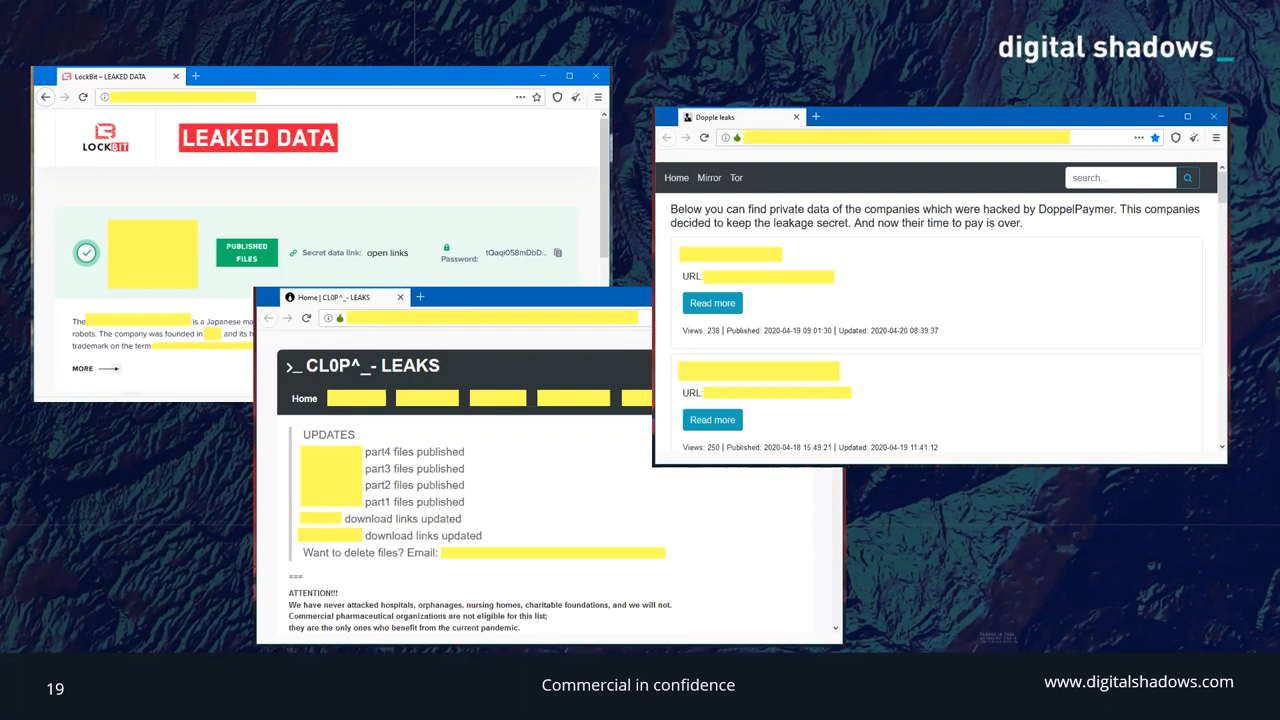 digital shadows_
LockBit – LEAKED DATA
LOCKBIT
LEAKED DATA
PUBLISHED
FILES
Secret data link: open links
Password:
tQaqi058mDbD...
The is a Japanese ma
robots. The company was founded in and its h
trademark on the term
MORE
Dopple leaks
Home Mirror Tor
search...
Below you can find private data of the companies which were hacked by DoppelPaymer. This companies
decided to keep the leakage secret. And now their time to pay is over.
URL:
Read more
Views: 238 | Published: 2020-04-19 09:01:30 | Updated: 2020-04-20 08:39:37
URL:
Read more
Views: 250 | Published: 2020-04-18 15:49:21 | Updated: 2020-04-19 11:41:12
Home | CL0P^_- LEAKS
>_ CL0P^_- LEAKS
Home
UPDATES
part4 files published
part3 files published
part2 files published
part1 files published
download links updated
download links updated
Want to delete files? Email:
===
ATTENTION!!!
We have never attacked hospitals, orphanages, nursing homes, charitable foundations, and we will not.
Commercial pharmaceutical organizations are not eligible for this list;
they are the only ones who benefit from the current pandemic.
19
Commercial in confidence
www.digitalshadows.com